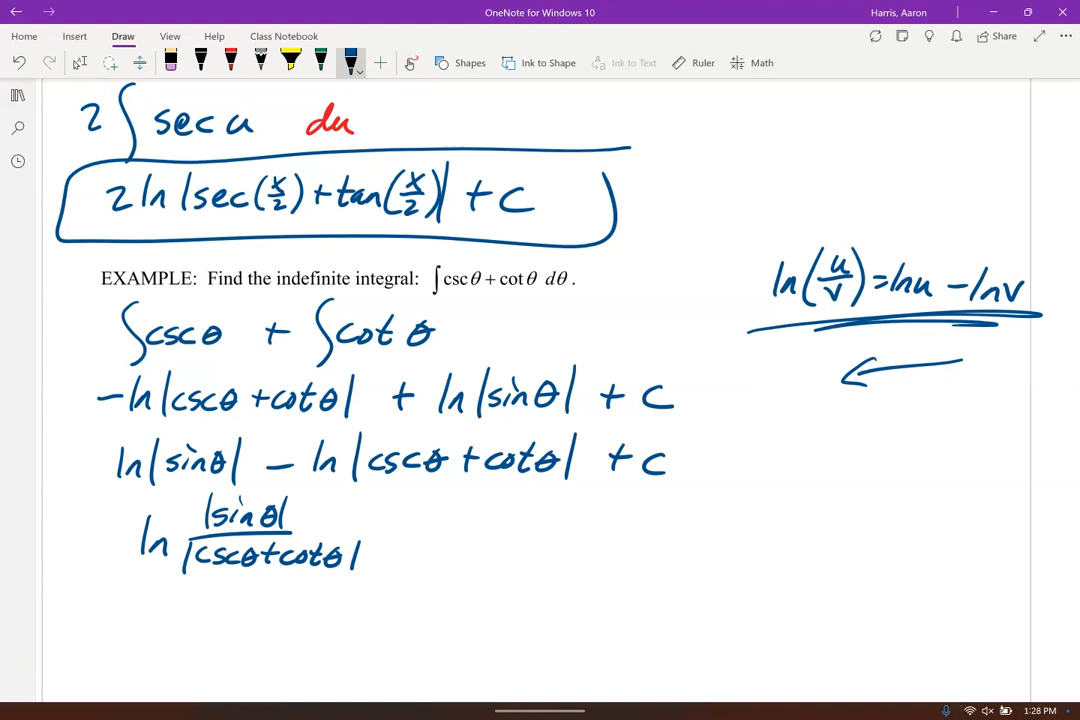 OneNote for Windows 10
Harris, Aaron
Home Insert Draw View Help Class Notebook
Share
Shapes Ink to Shape Ink to Text Ruler Math
2 ∫ sec u du
2 ln |sec(x/2) + tan(x/2)| + C
EXAMPLE: Find the indefinite integral: ∫ csc θ + cot θ dθ.
ln(u/v) = ln u − ln v
∫ csc θ + ∫ cot θ
−ln|csc θ + cot θ| + ln|sin θ| + C
ln|sin θ| − ln|csc θ + cot θ| + C
ln |sin θ| / |csc θ + cot θ|
1:28 PM